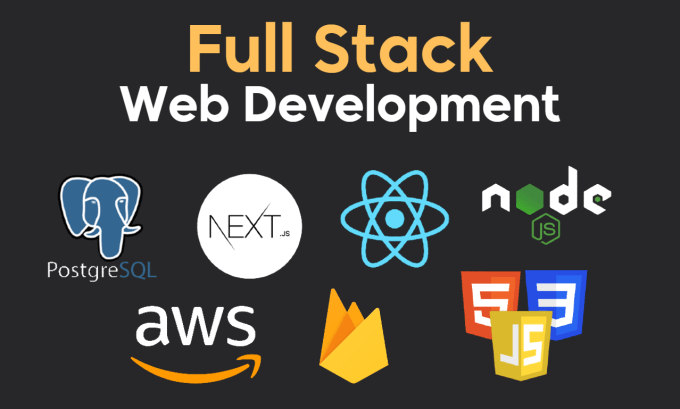 Full Stack
Web Development
PostgreSQL
NEXT.JS
node
JS
aws
5
3
JS